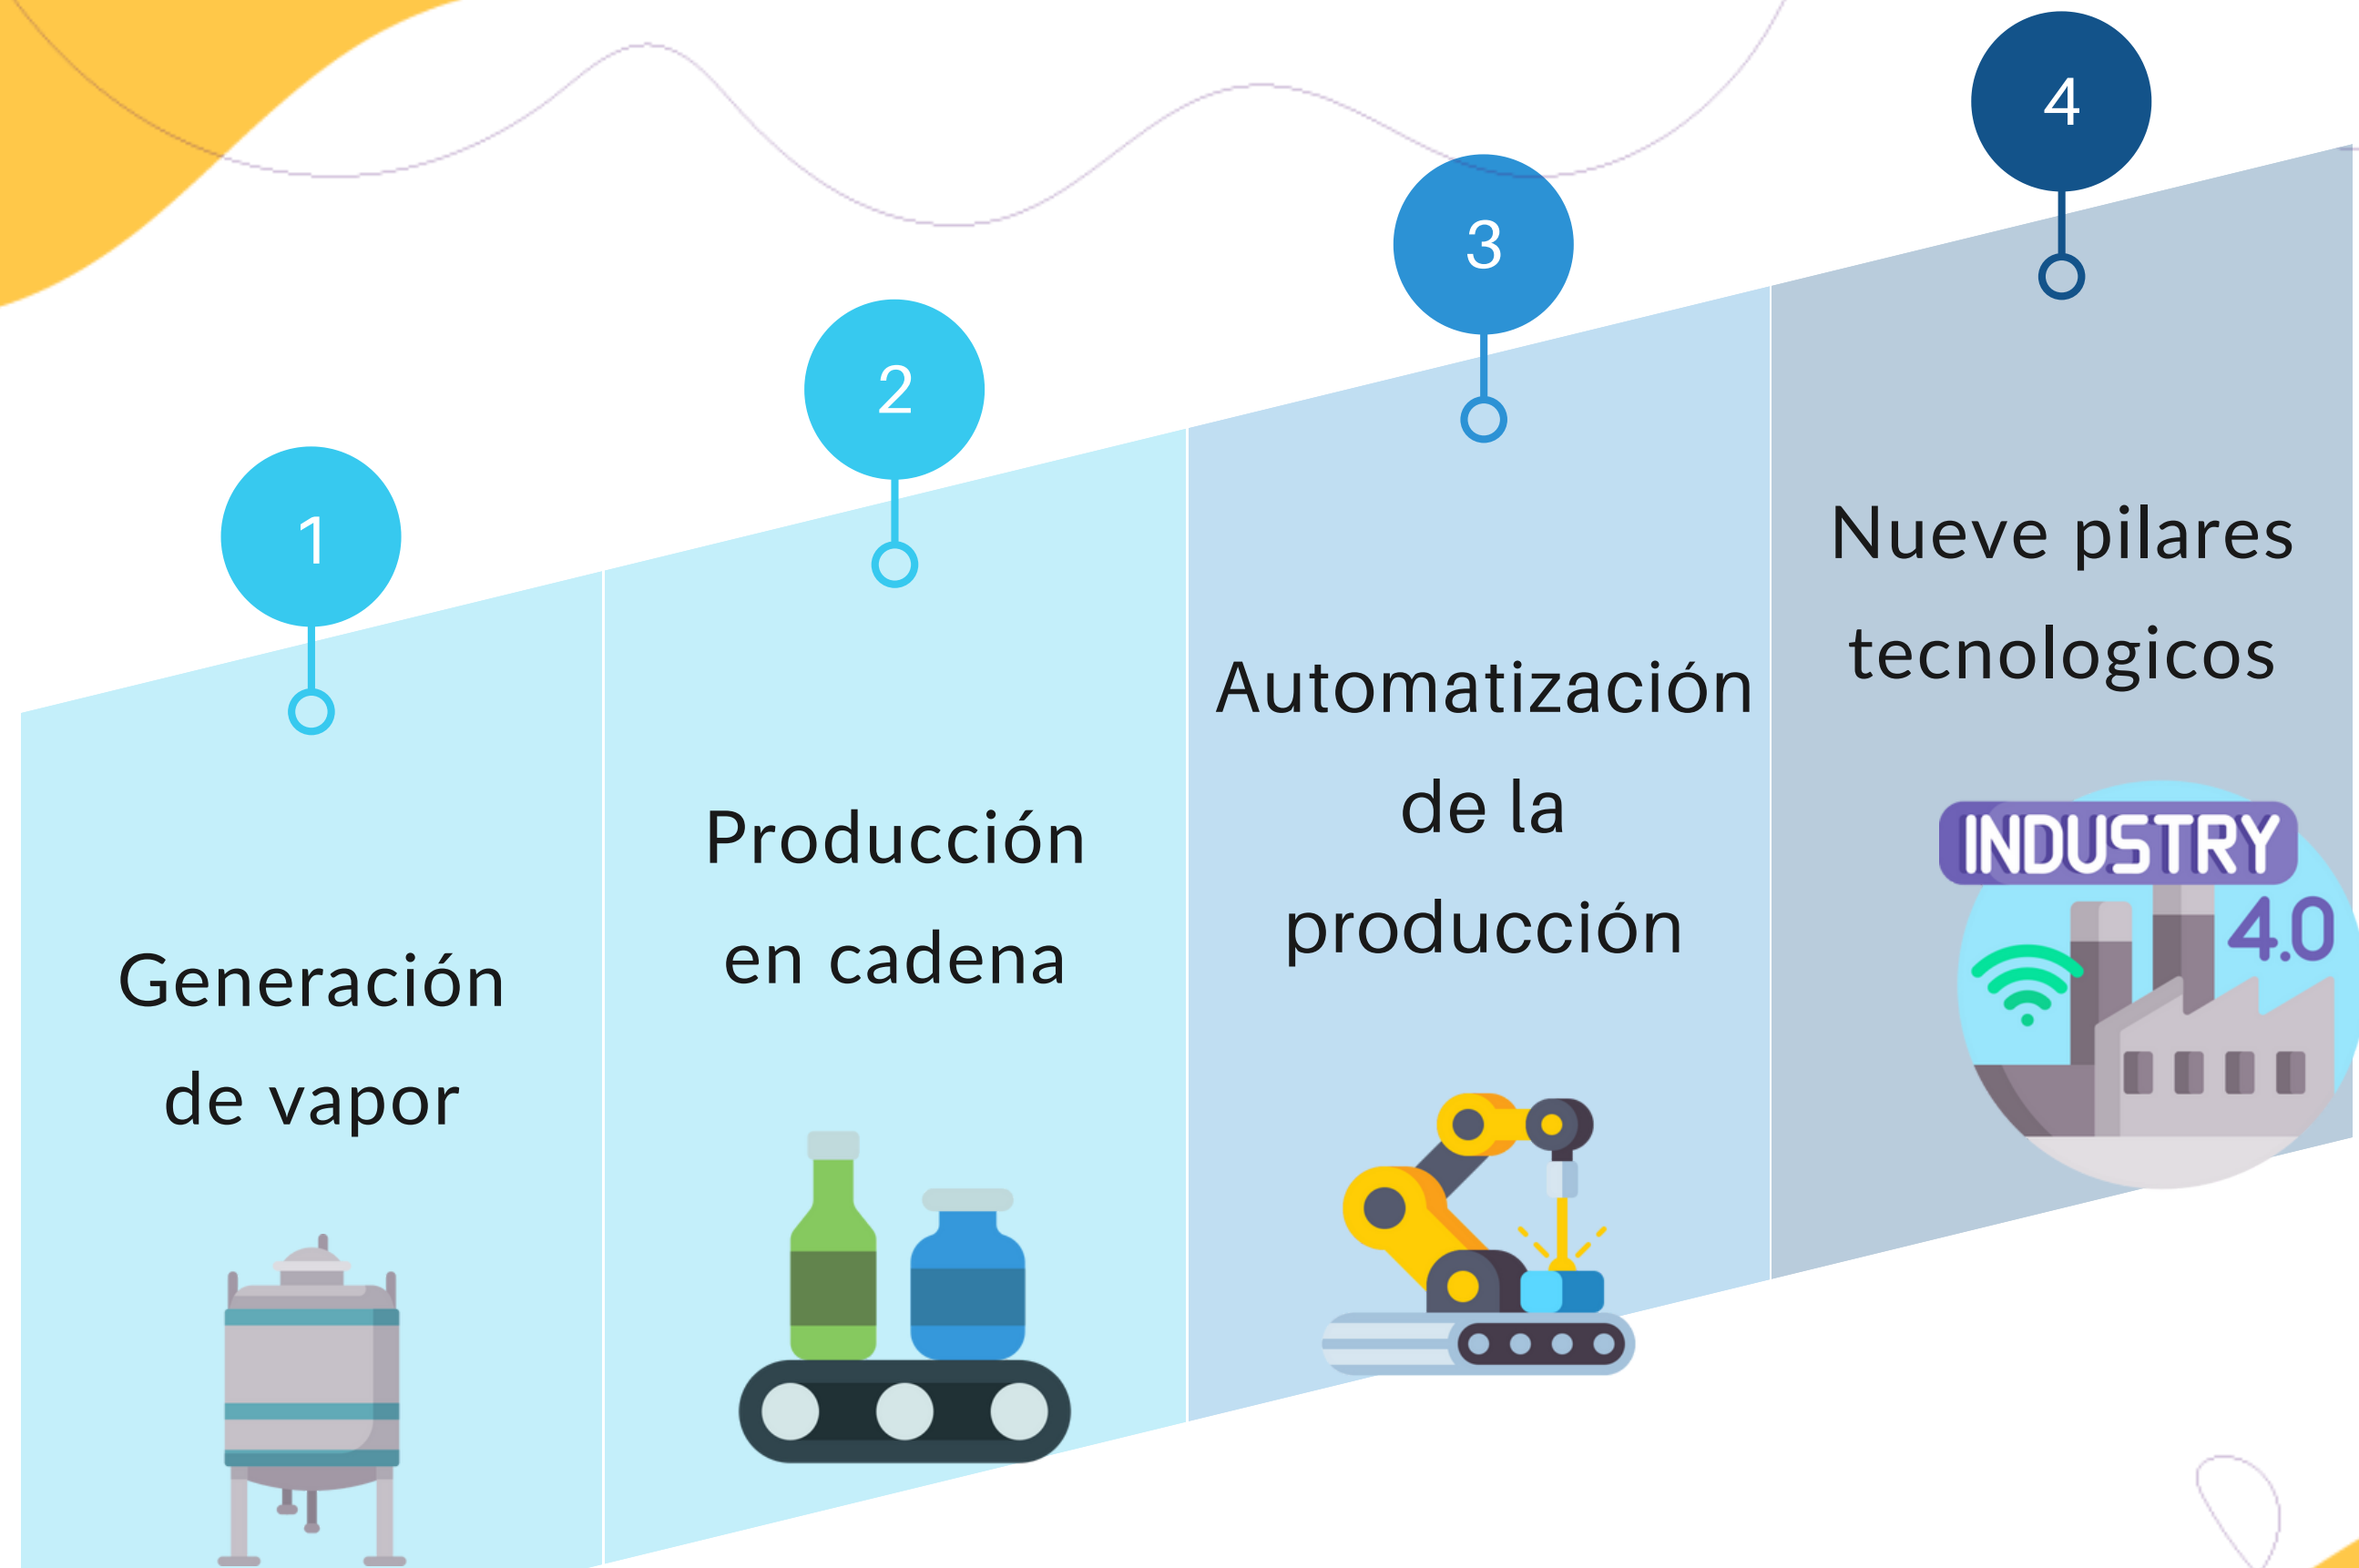 1
Generación
de vapor
2
Producción
en cadena
3
Automatización
de la
producción
4
Nueve pilares
tecnologicos
INDUSTRY
4.0